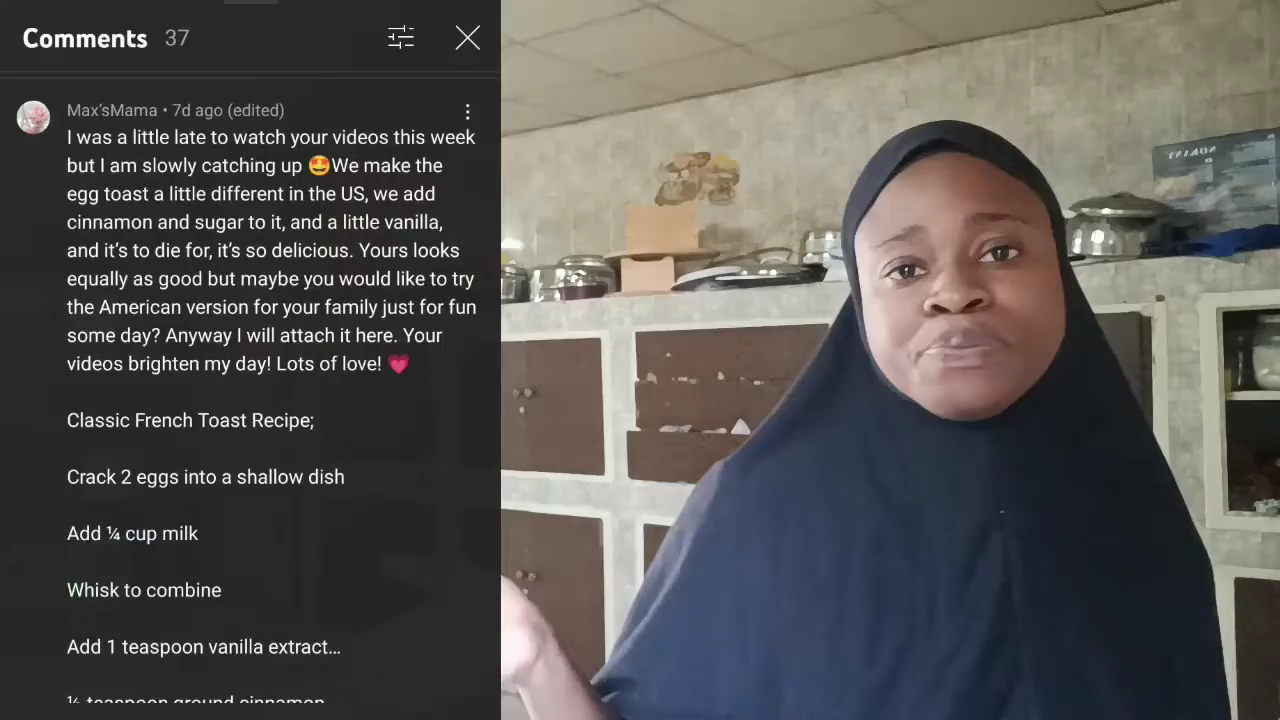 Comments 37
Max'sMama • 7d ago (edited)
I was a little late to watch your videos this week
but I am slowly catching up 🤩We make the
egg toast a little different in the US, we add
cinnamon and sugar to it, and a little vanilla,
and it's to die for, it's so delicious. Yours looks
equally as good but maybe you would like to try
the American version for your family just for fun
some day? Anyway I will attach it here. Your
videos brighten my day! Lots of love! 💗
Classic French Toast Recipe;
Crack 2 eggs into a shallow dish
Add ¼ cup milk
Whisk to combine
Add 1 teaspoon vanilla extract...
teaspoon ground cinnamon